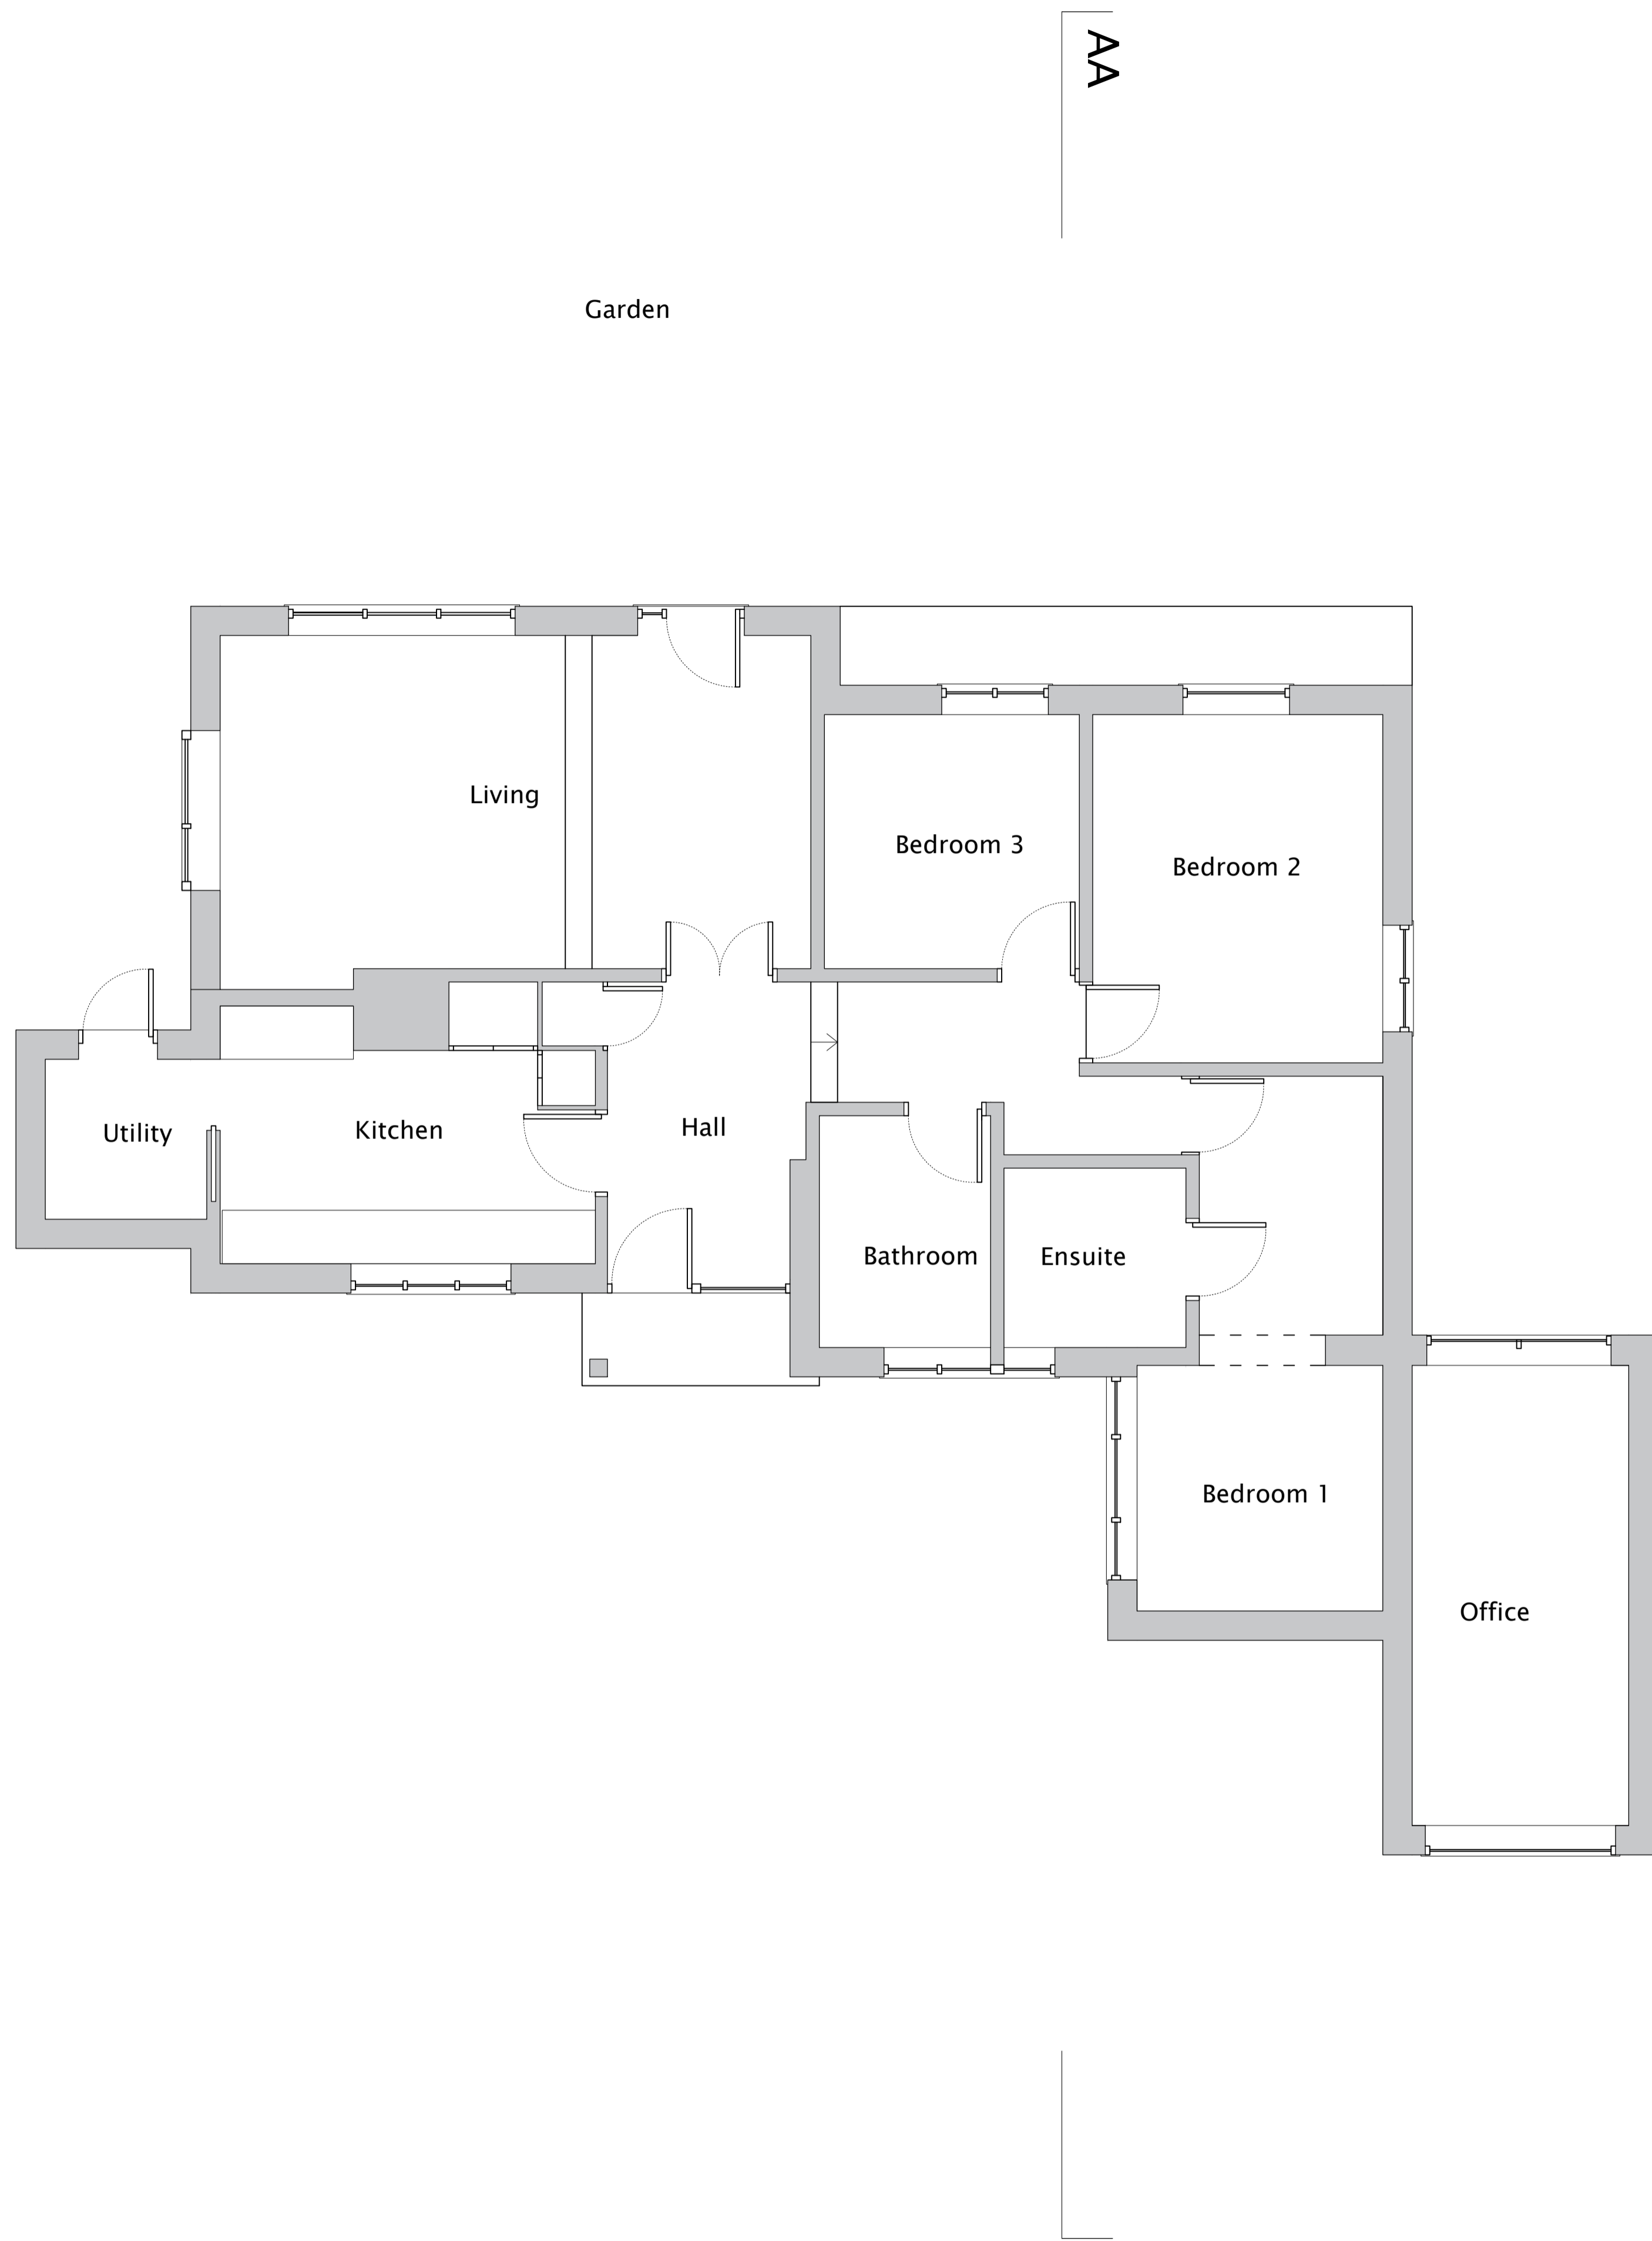 AA
Garden
Living
Bedroom 3
Bedroom 2
Utility
Kitchen
Hall
Bathroom
Ensuite
Bedroom 1
Office